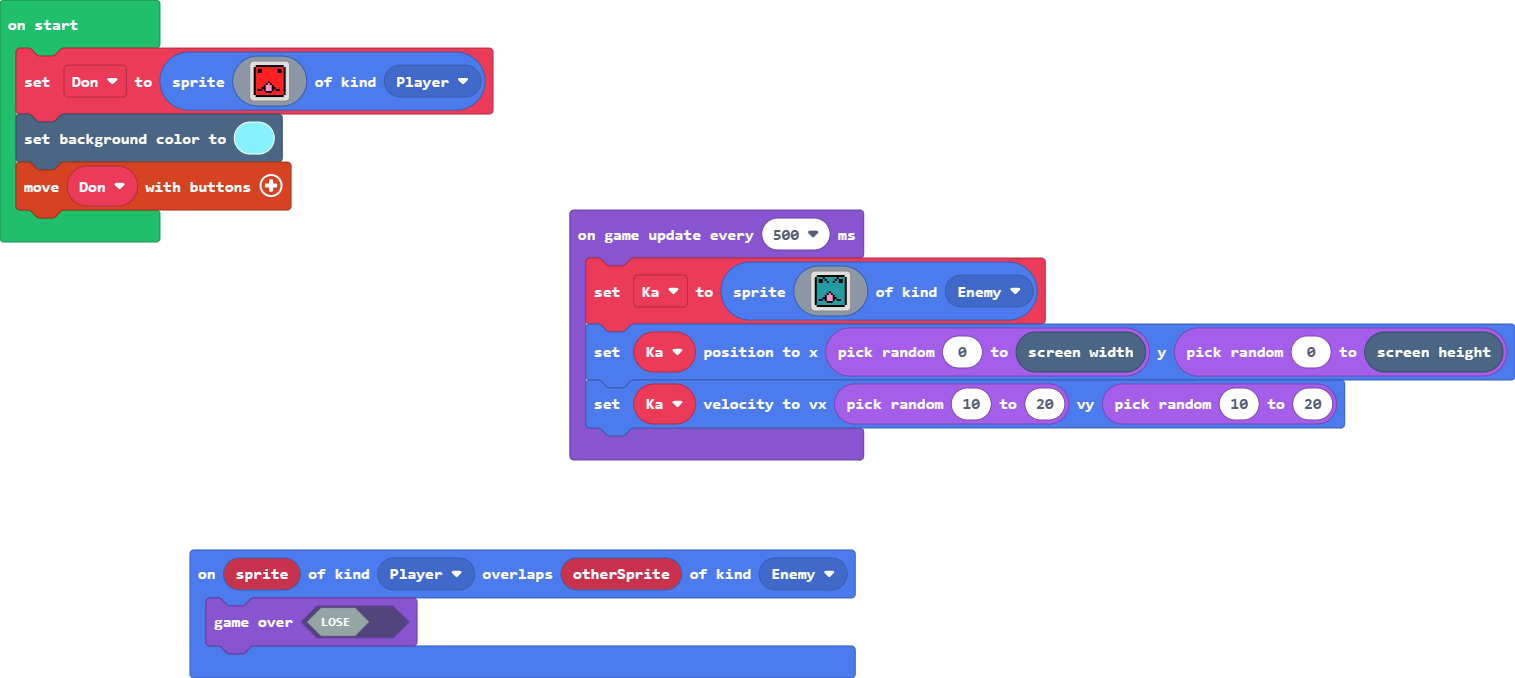 on start
set Don to sprite of kind Player
set background color to
move Don with buttons
on game update every 500 ms
set Ka to sprite of kind Enemy
set Ka position to x pick random 0 to screen width y pick random 0 to screen height
set Ka velocity to vx pick random 10 to 20 vy pick random 10 to 20
on sprite of kind Player overlaps otherSprite of kind Enemy
game over LOSE